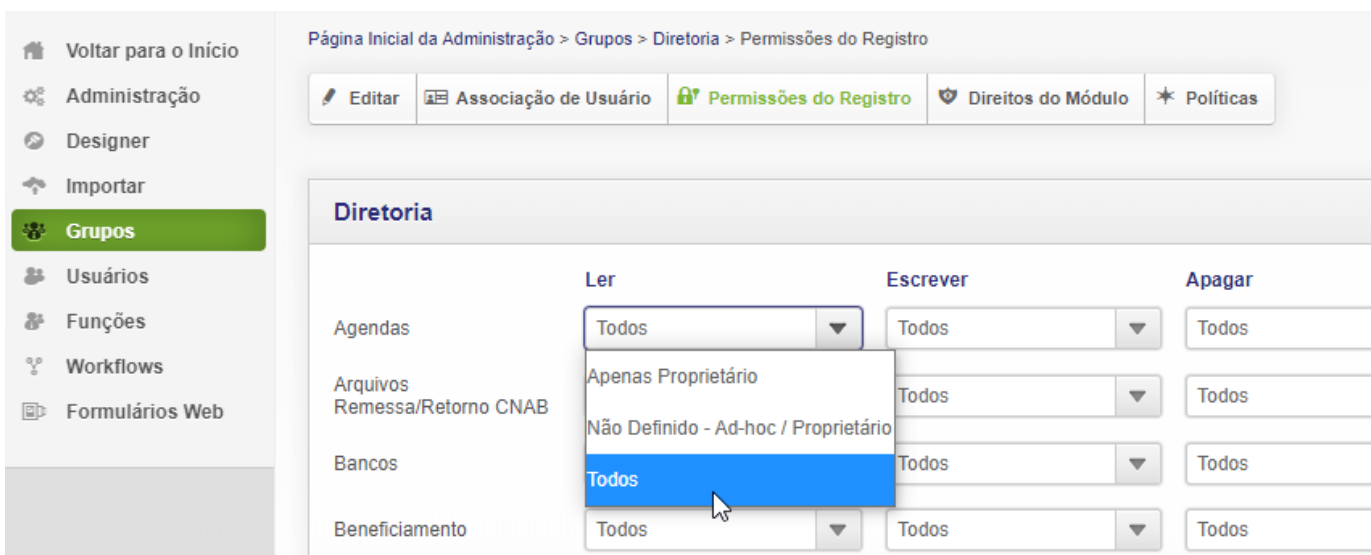 Voltar para o Início
Administração
Designer
Importar
Grupos
Usuários
Funções
Workflows
Formulários Web
Página Inicial da Administração > Grupos > Diretoria > Permissões do Registro
Editar
Associação de Usuário
Permissões do Registro
Direitos do Módulo
Políticas
Diretoria
Ler Escrever Apagar
Agendas Todos Todos Todos
Apenas Proprietário
Não Definido - Ad-hoc / Proprietário
Todos
Arquivos
Remessa/Retorno CNAB Todos Todos
Bancos Todos Todos
Beneficiamento Todos Todos Todos